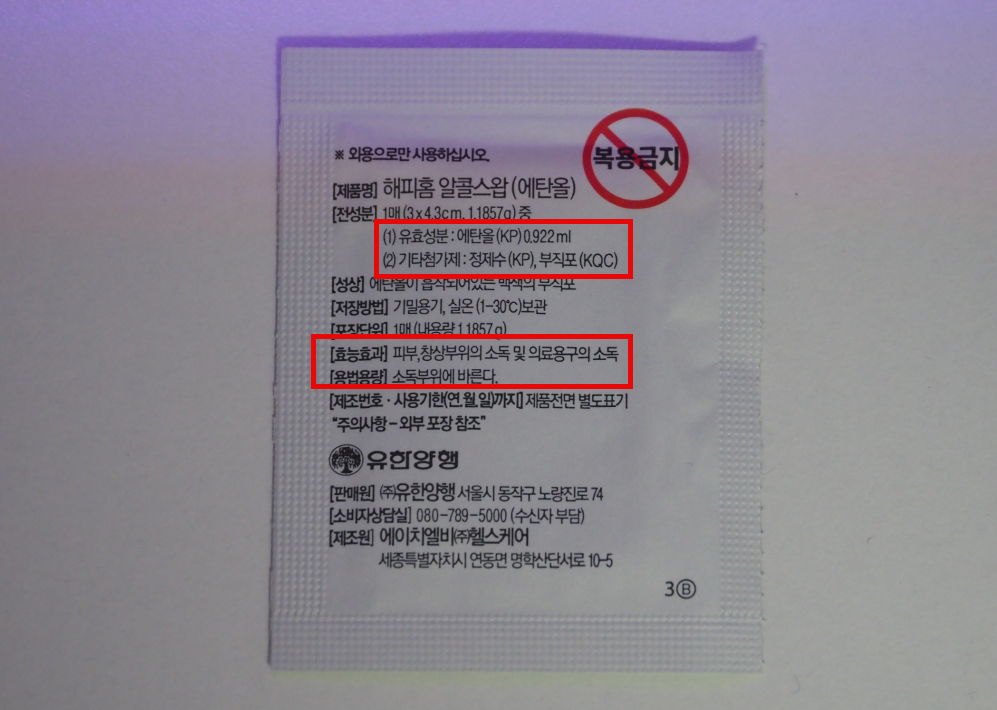 ※ 외용으로만 사용하십시오.
복용금지
[제품명] 해피홈 알콜스왑 (에탄올)
[전성분] 1매 (3 x 4.3cm, 1.1857g) 중
(1) 유효성분 : 에탄올 (KP) 0.922 ml
(2) 기타첨가제 : 정제수 (KP), 부직포 (KQC)
[성상] 에탄올이 흡착되어있는 백색의 부직포
[저장방법] 기밀용기, 실온 (1-30℃)보관
[포장단위] 1매 (내용량 1.1857 g)
[효능효과] 피부,창상부위의 소독 및 의료용구의 소독
[용법용량] 소독부위에 바른다.
[제조번호 · 사용기한(연.월.일)까지] 제품전면 별도표기
“주의사항 – 외부 포장 참조”
유한양행
[판매원] ㈜유한양행 서울시 동작구 노량진로 74
[소비자상담실] 080-789-5000 (수신자 부담)
[제조원] 에이치엘비㈜헬스케어
세종특별자치시 연동면 명학산단서로 10-5
3Ⓑ